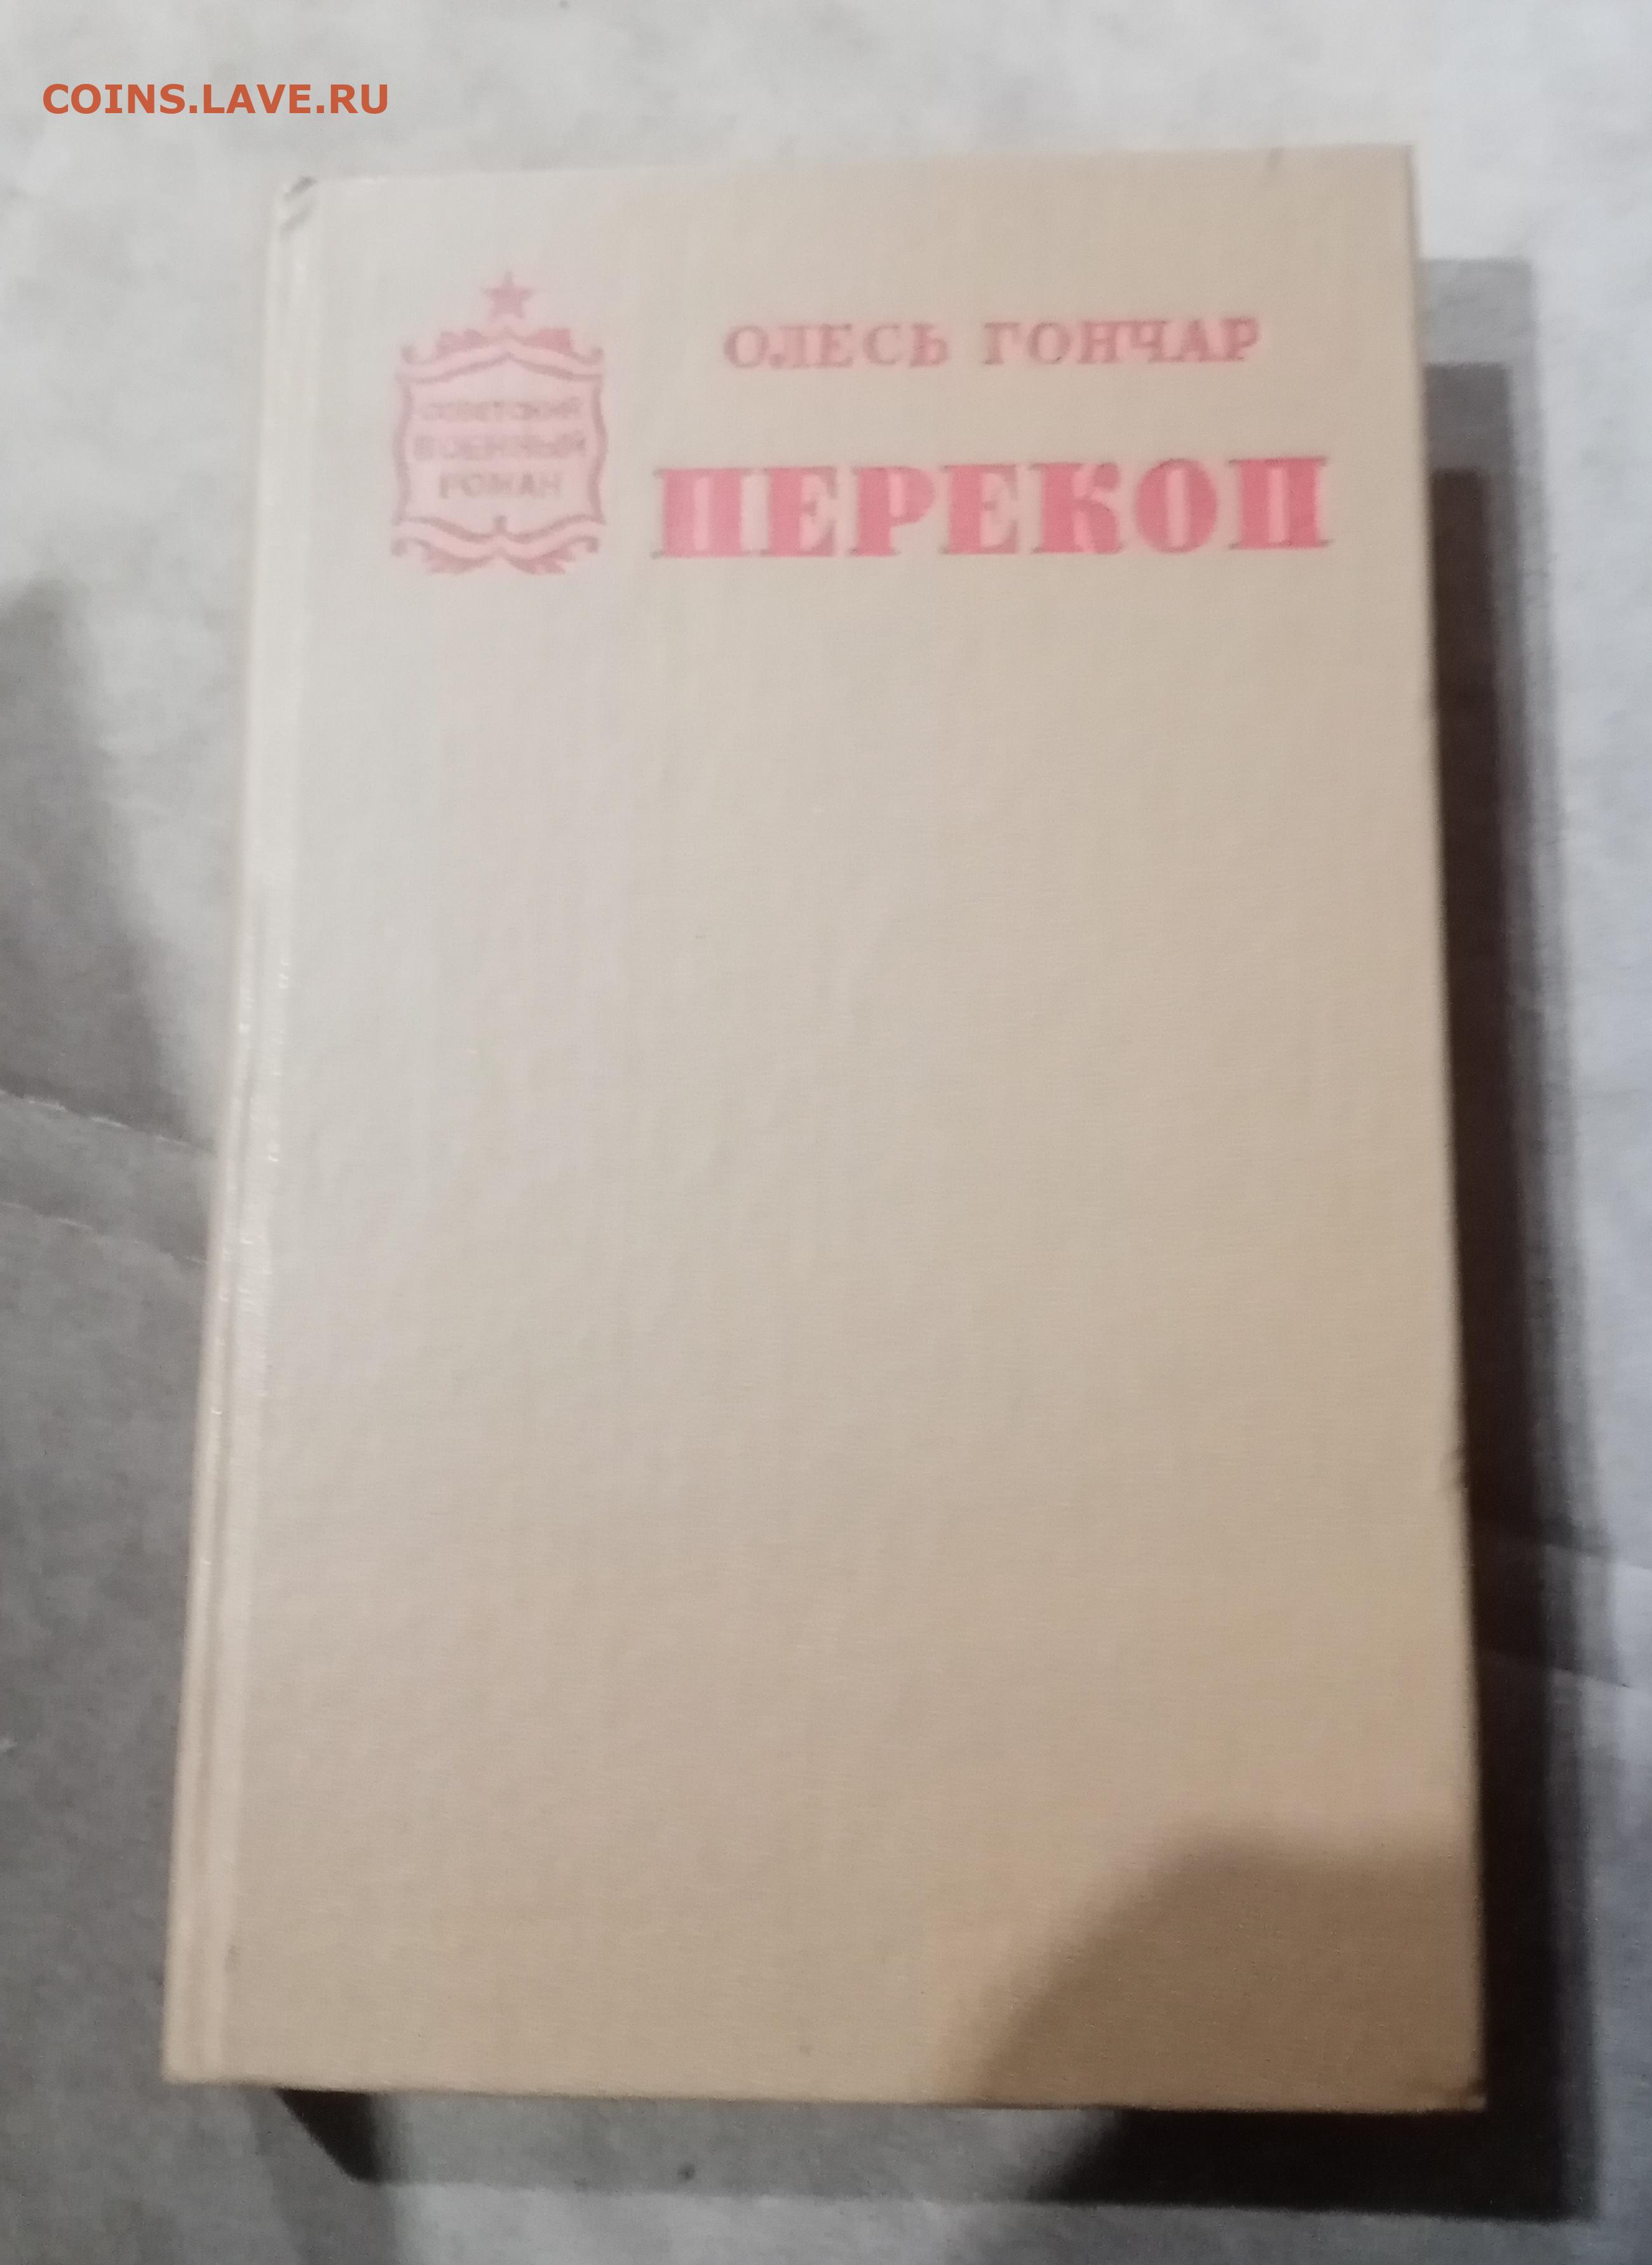 COINS.LAVE.RU
ОЛЕСЬ ГОНЧАР
ПЕРЕКОП
СОВЕТСКИЙ
ВОЕННЫЙ
РОМАН